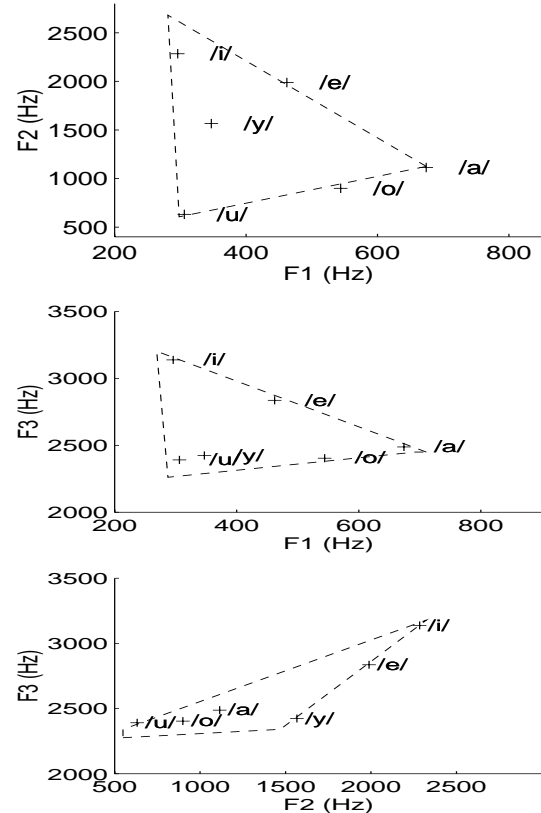 2500
/i/
/e/
2000
F2 (Hz)
/y/
1500
/a/
1000
/o/
/u/
500
200 400 600 800
F1 (Hz)
3500
/i/
3000
/e/
F3 (Hz)
2500
/u/y/ /o/ /a/
2000
200 400 600 800
F1 (Hz)
3500
/i/
3000
/e/
F3 (Hz)
2500
/u/ /o/ /a/ /y/
2000
500 1000 1500 2000 2500
F2 (Hz)